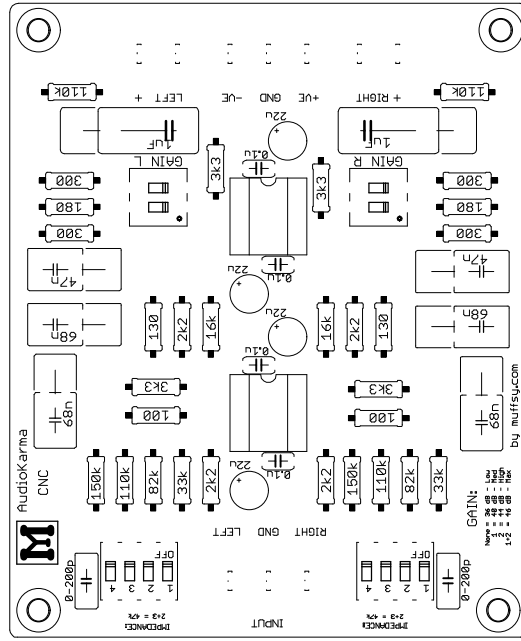 110k
+ LEFT -VE GND +VE + RIGHT
110k
1uF
22u
1uF
GAIN L
0.1u
GAIN R
3k3
3k3
300
180
300
300
180
300
47n
0.1u
47n
22u
68n
130
2k2
16k
22u
16k
2k2
130
68n
0.1u
68n
3k3
100
3k3
100
68n
150k
110k
82k
33k
2k2
0.1u
22u
2k2
150k
110k
82k
33k
AudioKarma
CNC
by muffsy.com
GAIN:
None = 36 dB - Low
1 = 40 dB - Med
2 = 44 dB - High
1+2 = 46 dB - Max
M
LEFT GND RIGHT
OFF
4 3 2 1
OFF
4 3 2 1
0-200p
0-200p
IMPEDANCE:
2+3 = 47k
INPUT
IMPEDANCE:
2+3 = 47k